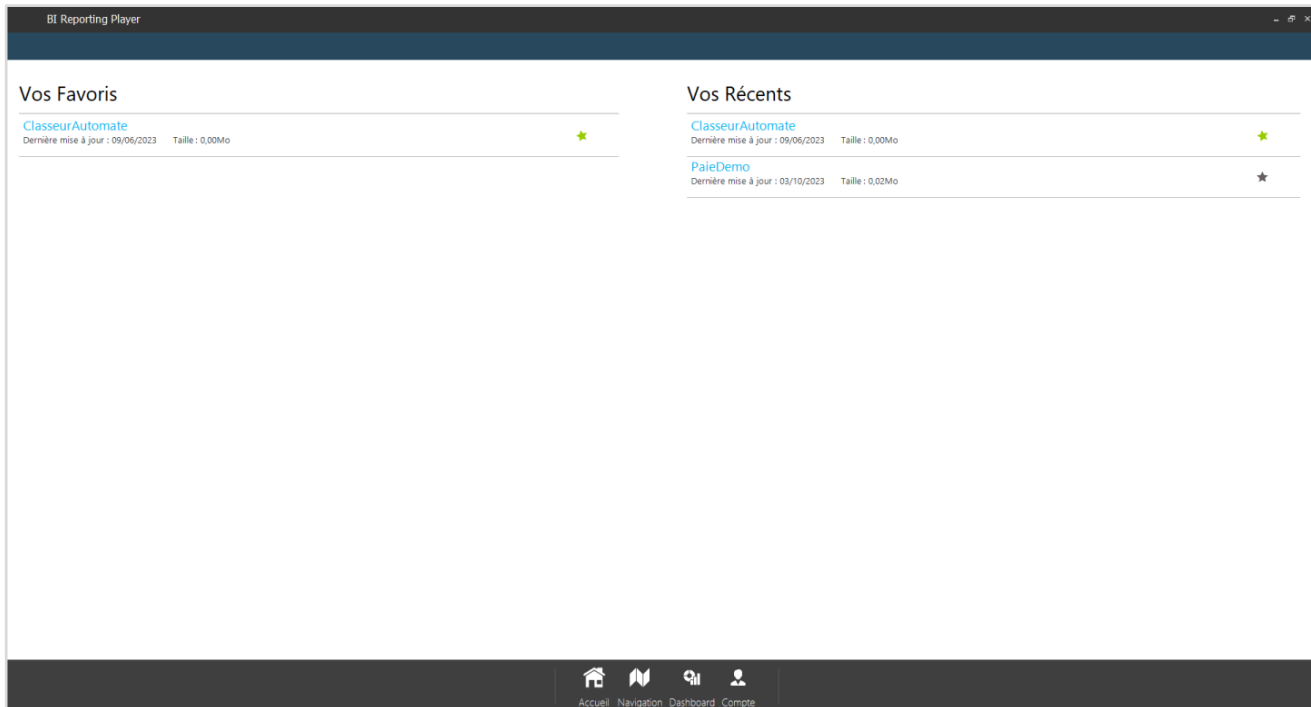 BI Reporting Player
Vos Favoris
ClasseurAutomate
Dernière mise à jour : 09/06/2023 Taille : 0,00Mo
Vos Récents
ClasseurAutomate
Dernière mise à jour : 09/06/2023 Taille : 0,00Mo
PaieDemo
Dernière mise à jour : 03/10/2023 Taille : 0,02Mo
Accueil Navigation Dashboard Compte